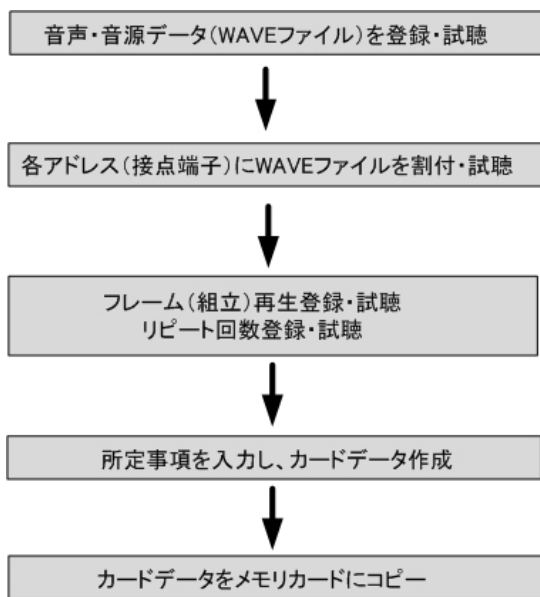 音声・音源データ(WAVEファイル)を登録・試聴
各アドレス(接点端子)にWAVEファイルを割付・試聴
フレーム(組立)再生登録・試聴
リピート回数登録・試聴
所定事項を入力し、カードデータ作成
カードデータをメモリカードにコピー